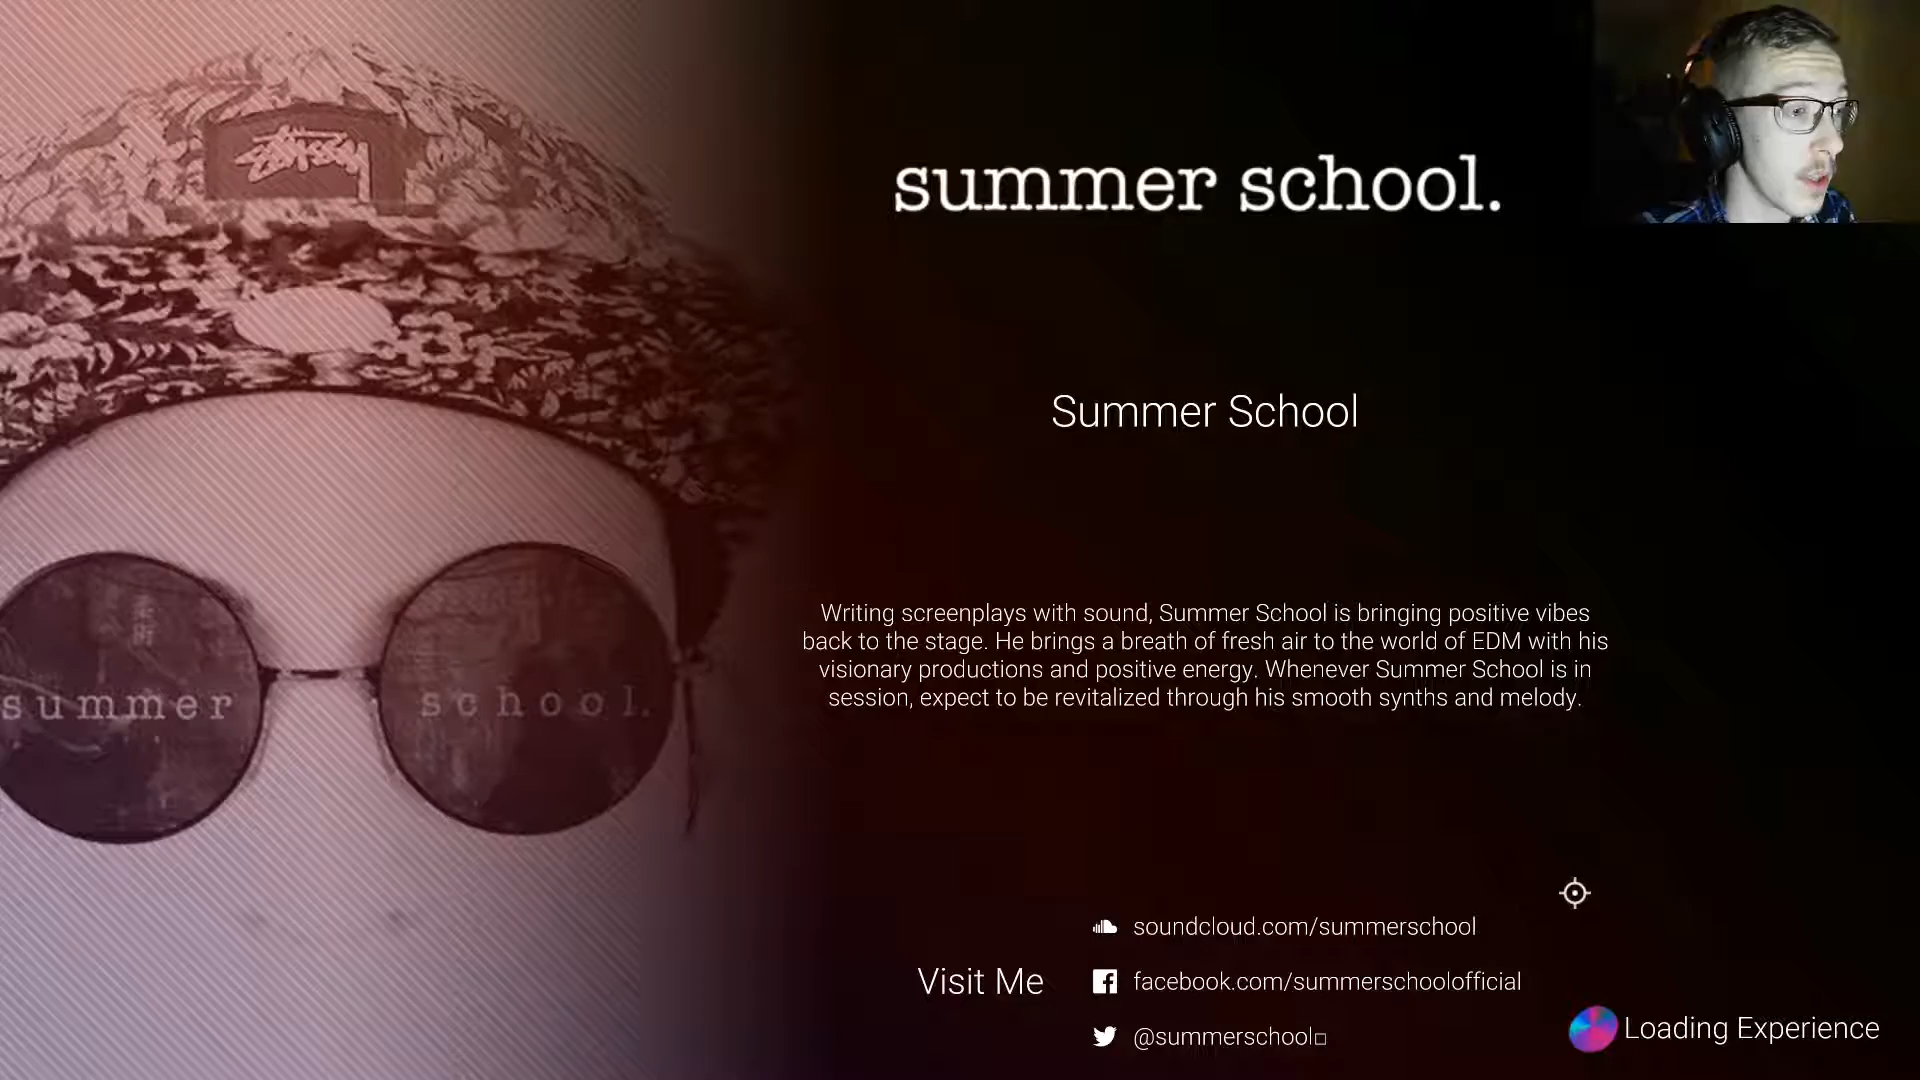 Stüssy
summer school.
Summer School
Writing screenplays with sound, Summer School is bringing positive vibes
back to the stage. He brings a breath of fresh air to the world of EDM with his
visionary productions and positive energy. Whenever Summer School is in
session, expect to be revitalized through his smooth synths and melody.
summer school.
Visit Me
soundcloud.com/summerschool
facebook.com/summerschoolofficial
@summerschool□
Loading Experience